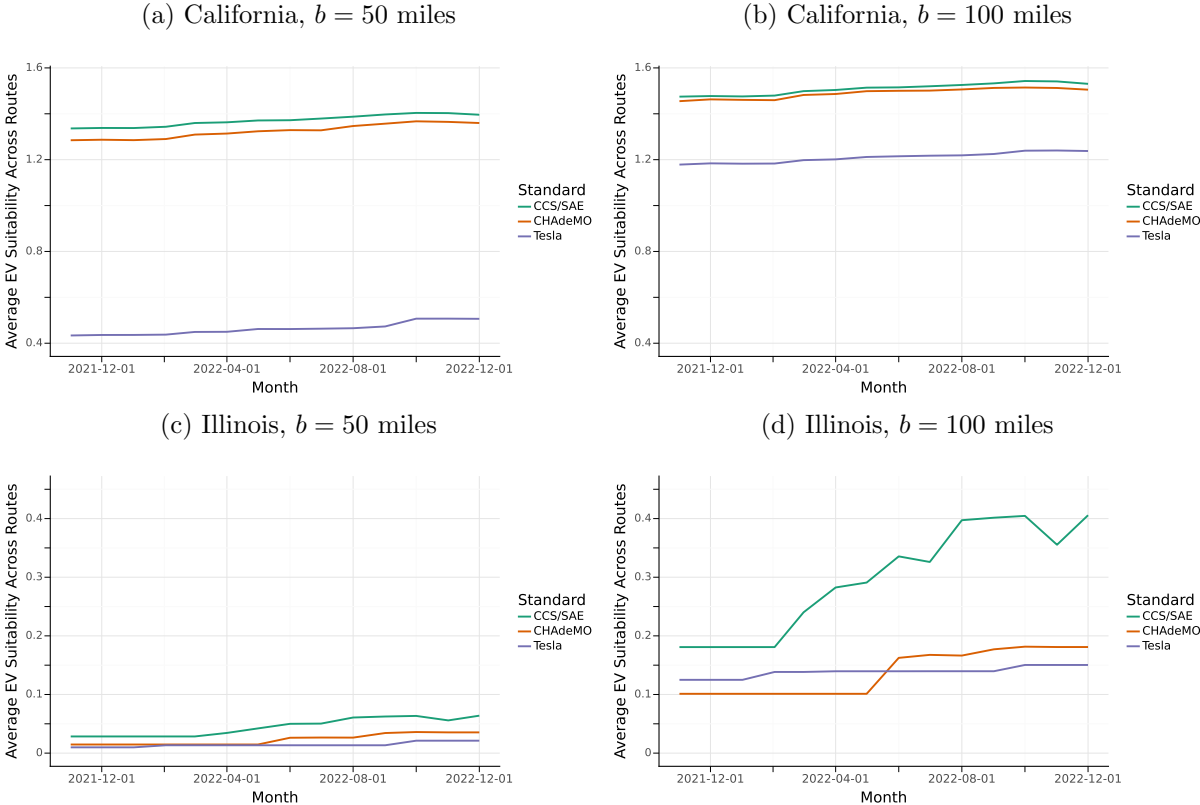 (a) California, b = 50 miles
Average EV Suitability Across Routes
1.6
1.2
0.8
0.4
2021-12-01 2022-04-01 2022-08-01 2022-12-01
Month
Standard
CCS/SAE
CHAdeMO
Tesla
(b) California, b = 100 miles
Average EV Suitability Across Routes
1.6
1.2
0.8
0.4
2021-12-01 2022-04-01 2022-08-01 2022-12-01
Month
Standard
CCS/SAE
CHAdeMO
Tesla
(c) Illinois, b = 50 miles
Average EV Suitability Across Routes
0.4
0.3
0.2
0.1
0
2021-12-01 2022-04-01 2022-08-01 2022-12-01
Month
Standard
CCS/SAE
CHAdeMO
Tesla
(d) Illinois, b = 100 miles
Average EV Suitability Across Routes
0.4
0.3
0.2
0.1
0
2021-12-01 2022-04-01 2022-08-01 2022-12-01
Month
Standard
CCS/SAE
CHAdeMO
Tesla